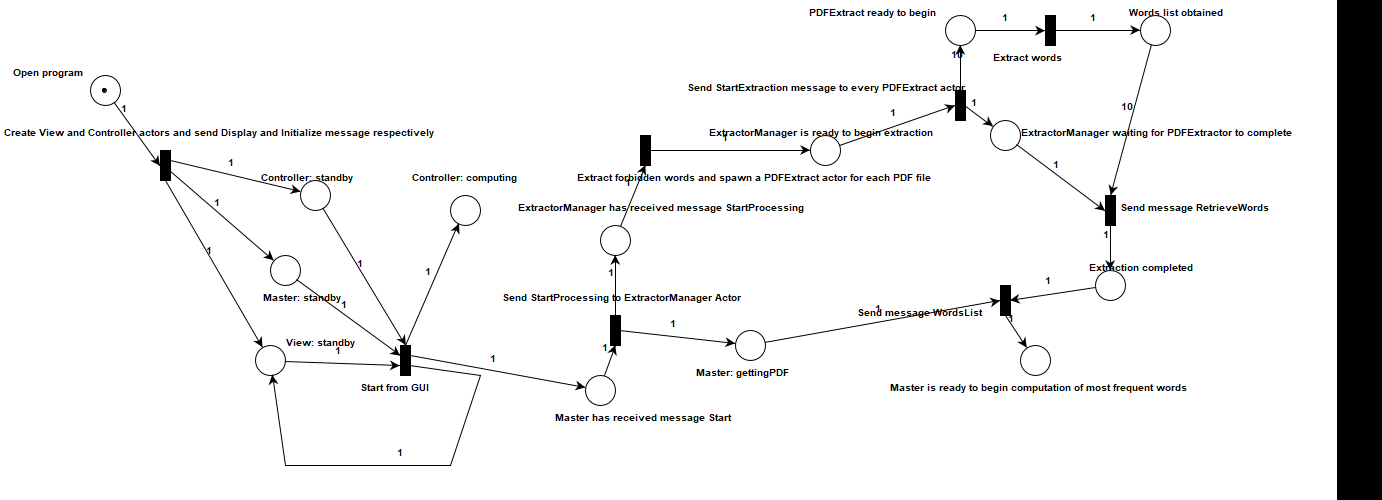 PDFExtract ready to begin
1
1
Words list obtained
10
Extract words
Open program
Send StartExtraction message to every PDFExtract actor
1
1
1
10
Create View and Controller actors and send Display and Initialize message respectively
ExtractorManager is ready to begin extraction
1
ExtractorManager waiting for PDFExtractor to complete
1
1
Controller: standby
Controller: computing
Extract forbidden words and spawn a PDFExtract actor for each PDF file
1
1
ExtractorManager has received message StartProcessing
Send message RetrieveWords
1
1
1
1
1
Extraction completed
1
Master: standby
1
Send StartProcessing to ExtractorManager Actor
1
Send message WordsList
1
1
View: standby
1
1
1
Master: gettingPDF
Start from GUI
Master is ready to begin computation of most frequent words
Master has received message Start
1